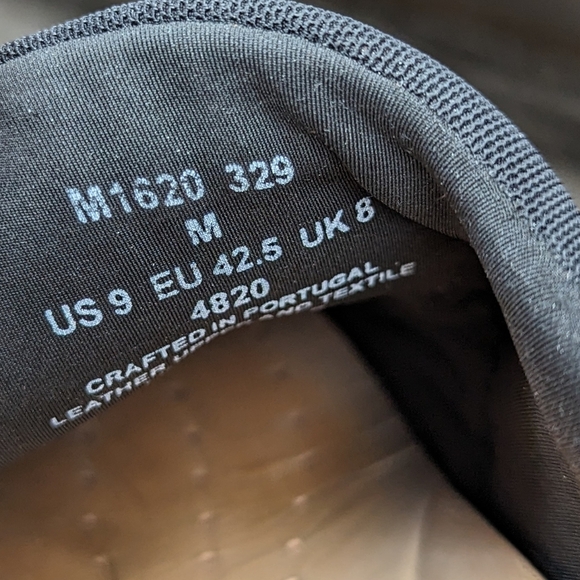 M1620 329
M
US 9 EU 42.5 UK 8
4820
CRAFTED IN PORTUGAL
LEATHER UPPER AND TEXTILE